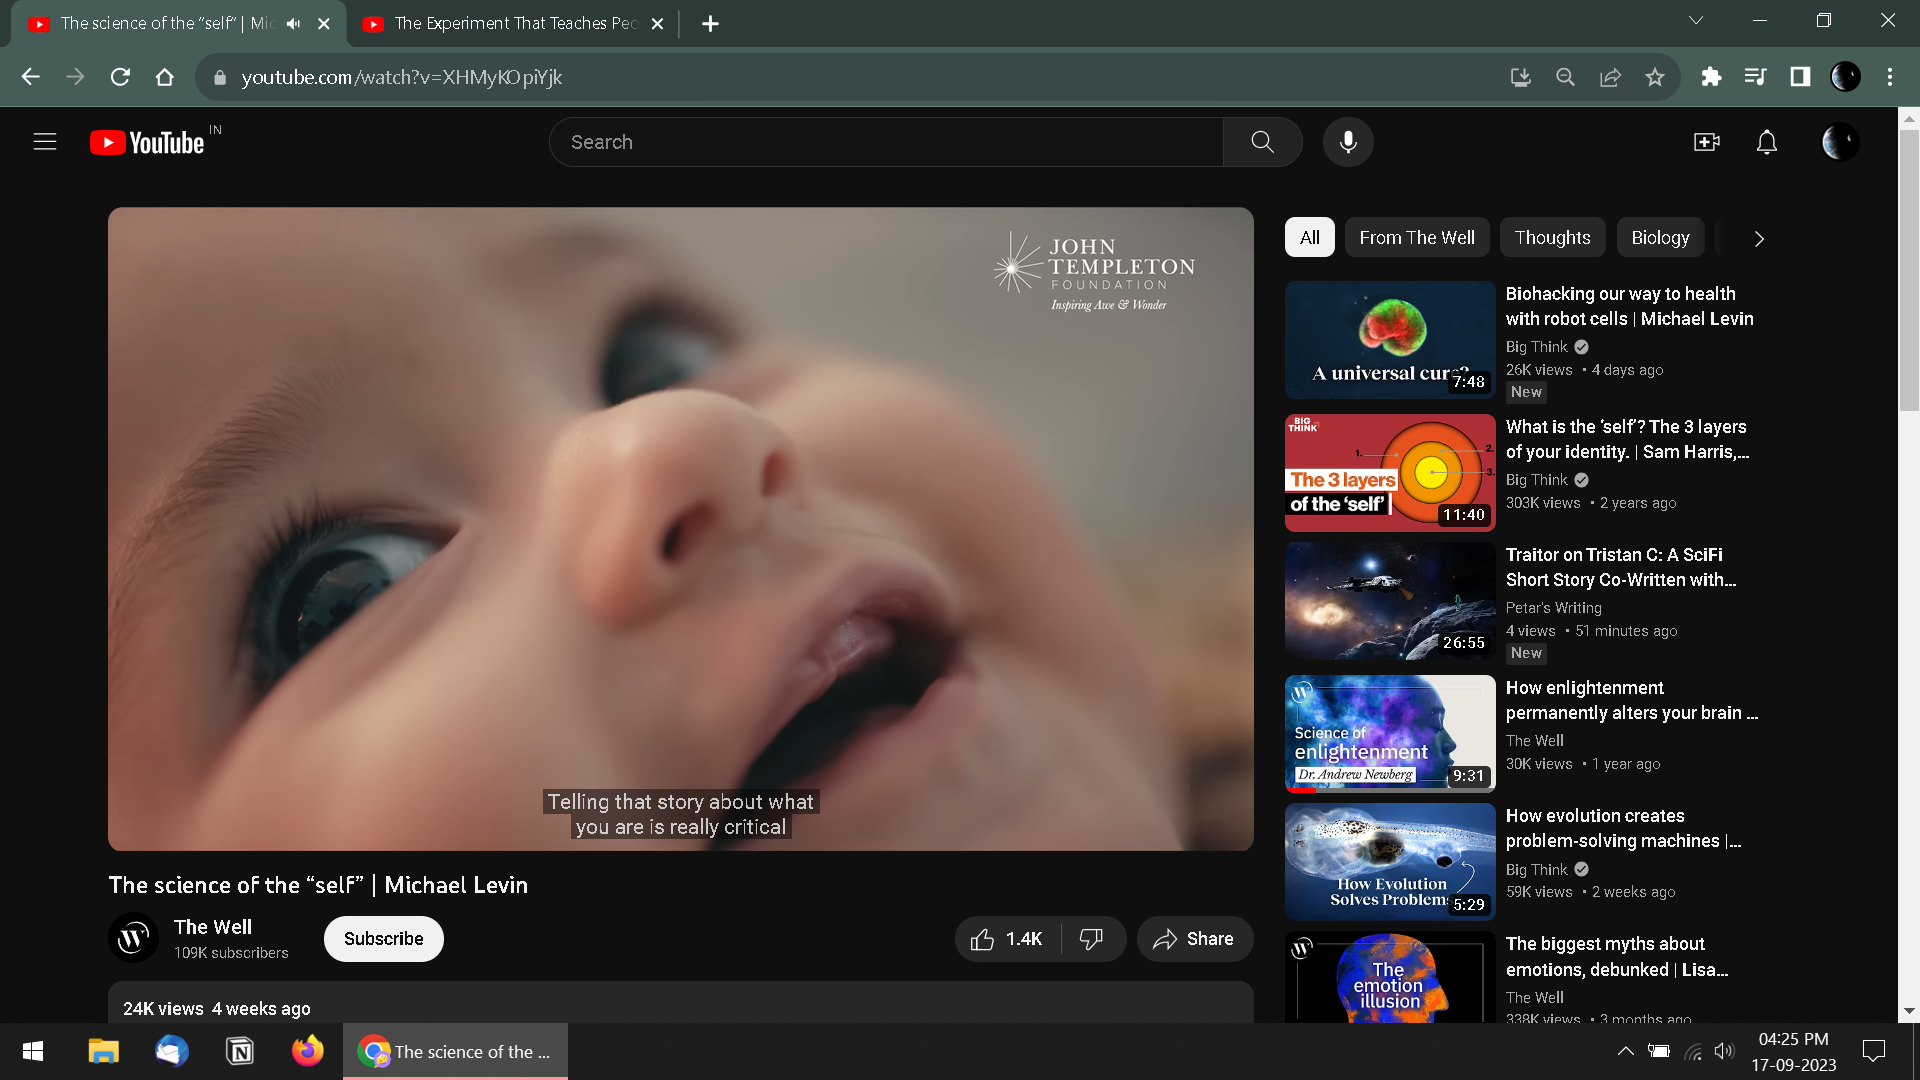 The science of the “self” | Mic
The Experiment That Teaches Peo
youtube.com/watch?v=XHMyKOpiYjk
YouTube IN
Search
JOHN
TEMPLETON
FOUNDATION
Inspiring Awe & Wonder
Telling that story about what
you are is really critical
The science of the “self” | Michael Levin
The Well
109K subscribers
Subscribe
1.4K
Share
24K views 4 weeks ago
All
From The Well
Thoughts
Biology
A universal cure?
7:48
Biohacking our way to health
with robot cells | Michael Levin
Big Think
26K views • 4 days ago
New
BIG
THINK
1.
2.
3.
The 3 layers
of the ‘self’
11:40
What is the ‘self’? The 3 layers
of your identity. | Sam Harris,...
Big Think
303K views • 2 years ago
26:55
Traitor on Tristan C: A SciFi
Short Story Co-Written with...
Petar's Writing
4 views • 51 minutes ago
New
W
Science of
enlightenment
Dr. Andrew Newberg
9:31
How enlightenment
permanently alters your brain ...
The Well
30K views • 1 year ago
How Evolution
Solves Problems
5:29
How evolution creates
problem-solving machines |...
Big Think
59K views • 2 weeks ago
W
The
emotion
illusion
The biggest myths about
emotions, debunked | Lisa...
The Well
338K views • 3 months ago
The science of the ...
04:25 PM
17-09-2023